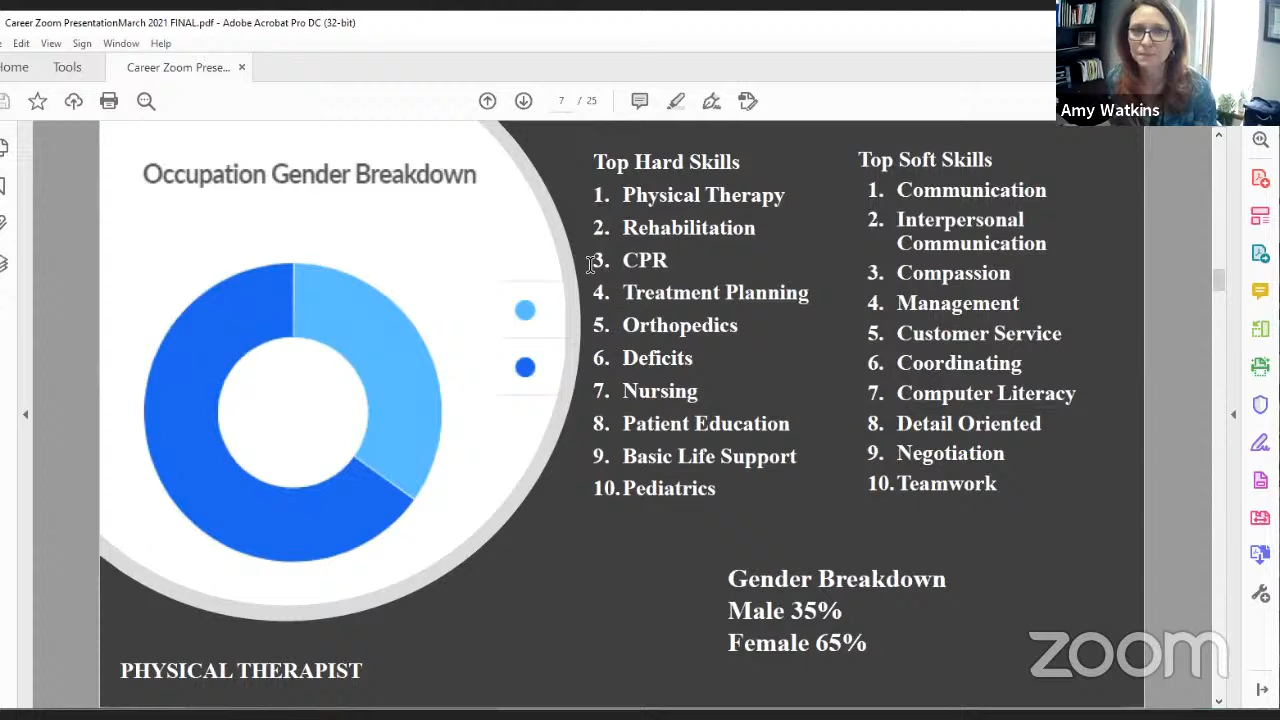 Career Zoom PresentationMarch 2021 FINAL.pdf - Adobe Acrobat Pro DC (32-bit)
Edit View Window Sign Help
Home Tools Career Zoom Prese... ×
7 / 25
Amy Watkins
Occupation Gender Breakdown
Top Hard Skills
1. Physical Therapy
2. Rehabilitation
3. CPR
4. Treatment Planning
5. Orthopedics
6. Deficits
7. Nursing
8. Patient Education
9. Basic Life Support
10. Pediatrics
Top Soft Skills
1. Communication
2. Interpersonal
Communication
3. Compassion
4. Management
5. Customer Service
6. Coordinating
7. Computer Literacy
8. Detail Oriented
9. Negotiation
10. Teamwork
Gender Breakdown
Male 35%
Female 65%
PHYSICAL THERAPIST
zoom